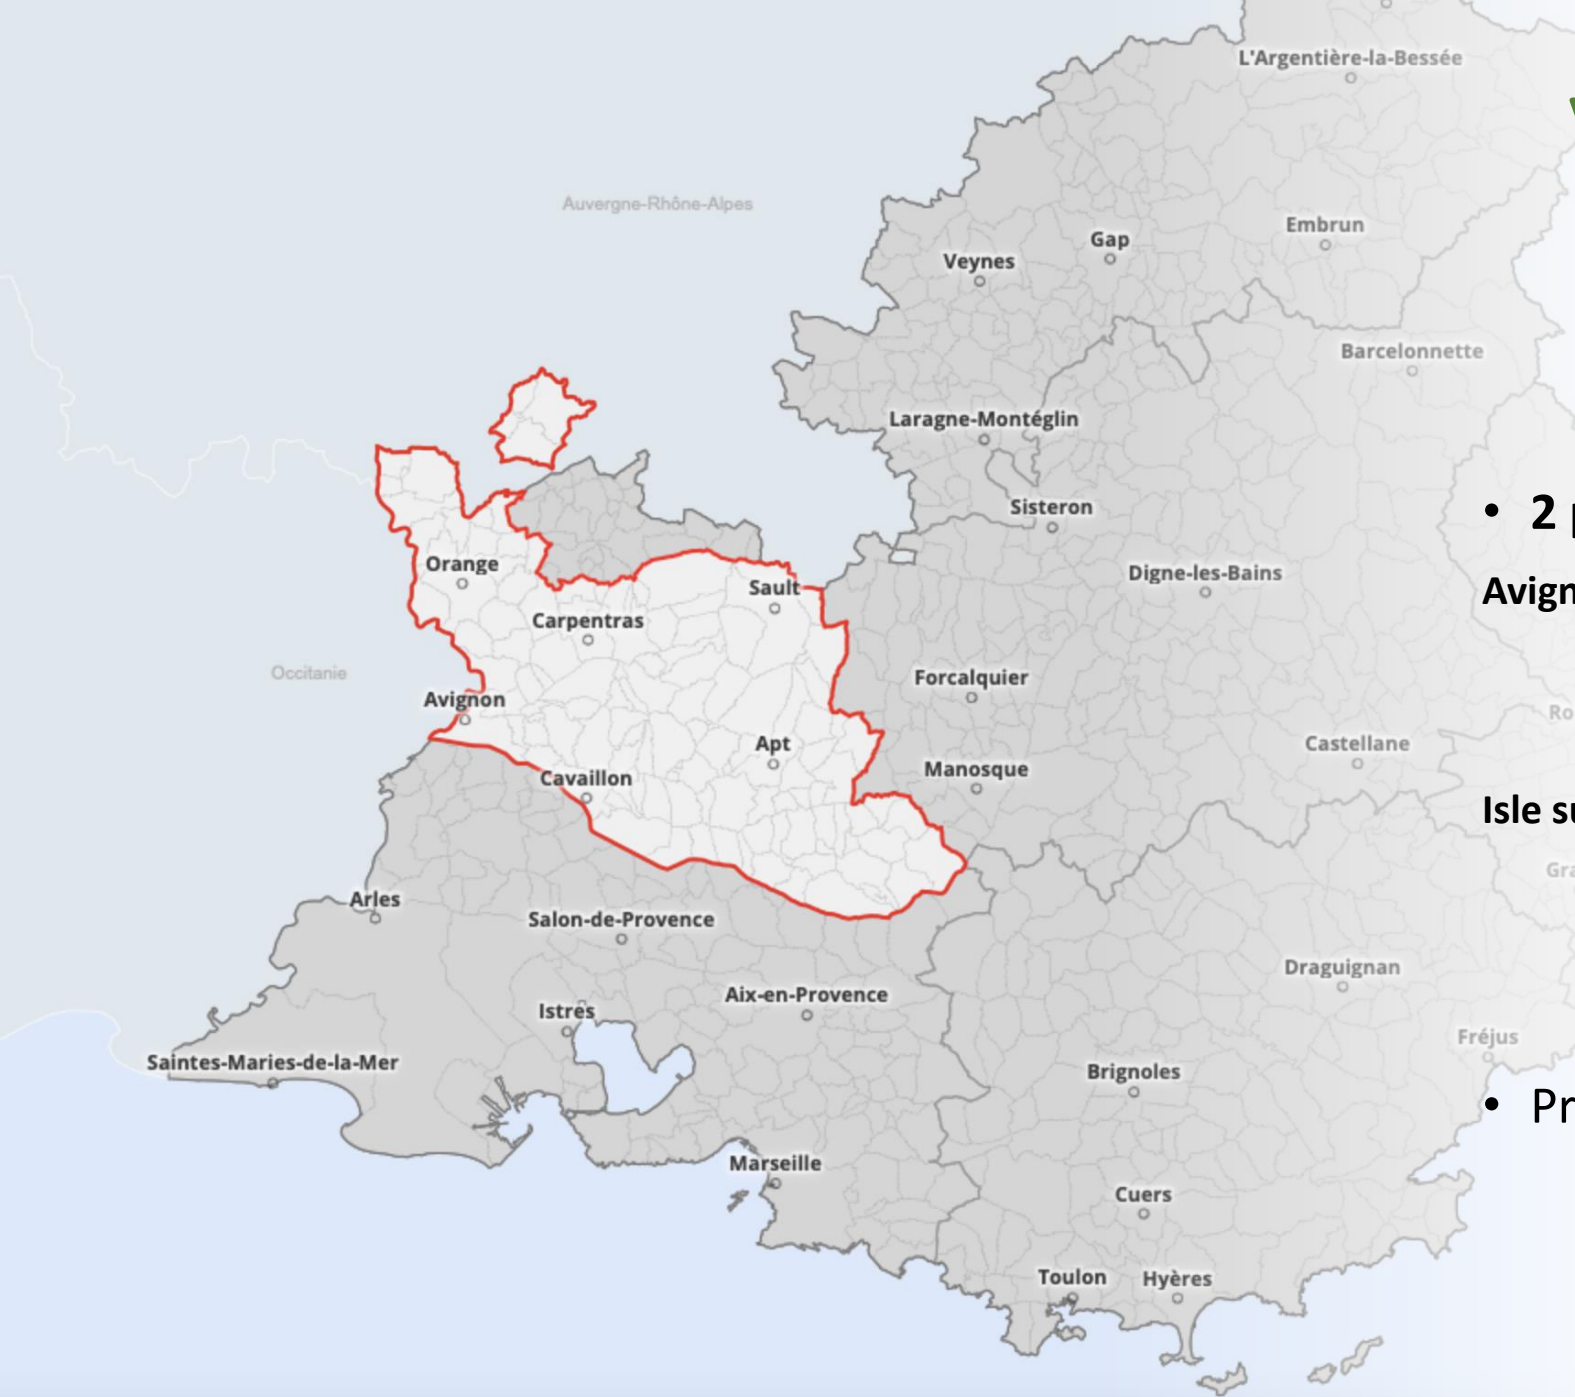 L'Argentière-la-Bessée
Auvergne-Rhône-Alpes
Embrun
Gap
Veynes
Barcelonnette
Laragne-Montéglin
Sisteron
• 2 p
Orange
Digne-les-Bains
Sault
Avign
Carpentras
Occitanie
Forcalquier
Avignon
Ro
Apt
Castellane
Manosque
Cavaillon
Isle su
Gra
Arles
Salon-de-Provence
Draguignan
Aix-en-Provence
Istres
Fréjus
Saintes-Maries-de-la-Mer
Brignoles
• Pr
Marseille
Cuers
Toulon
Hyères